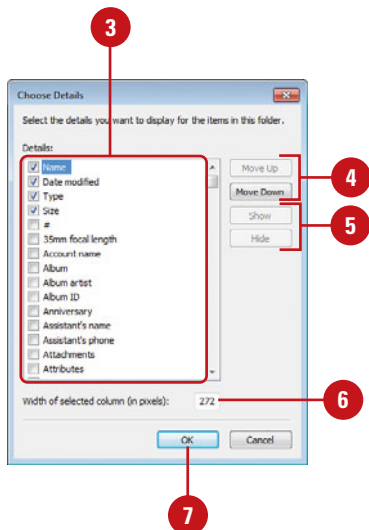 3
Choose Details
Select the details you want to display for the items in this folder.
Details:
Name
Date modified
Type
Size
#
35mm focal length
Account name
Album
Album artist
Album ID
Anniversary
Assistant's name
Assistant's phone
Attachments
Attributes
Move Up
Move Down
4
Show
Hide
5
Width of selected column (in pixels): 272
6
OK Cancel
7